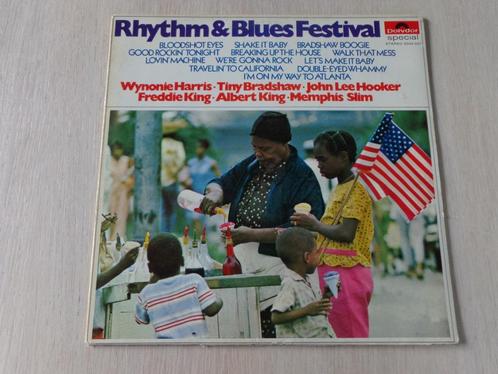 Rhythm & Blues Festival
Polydor
special
BLOODSHOT EYES SHAKE IT BABY BRADSHAW BOOGIE
GOOD ROCKIN' TONIGHT BREAKING UP THE HOUSE WALK THAT MESS
LOVIN' MACHINE WE'RE GONNA ROCK LET'S MAKE IT BABY
TRAVELIN' TO CALIFORNIA DOUBLE-EYED WHAMMY
I'M ON MY WAY TO ATLANTA
Wynonie Harris · Tiny Bradshaw · John Lee Hooker
Freddie King · Albert King · Memphis Slim